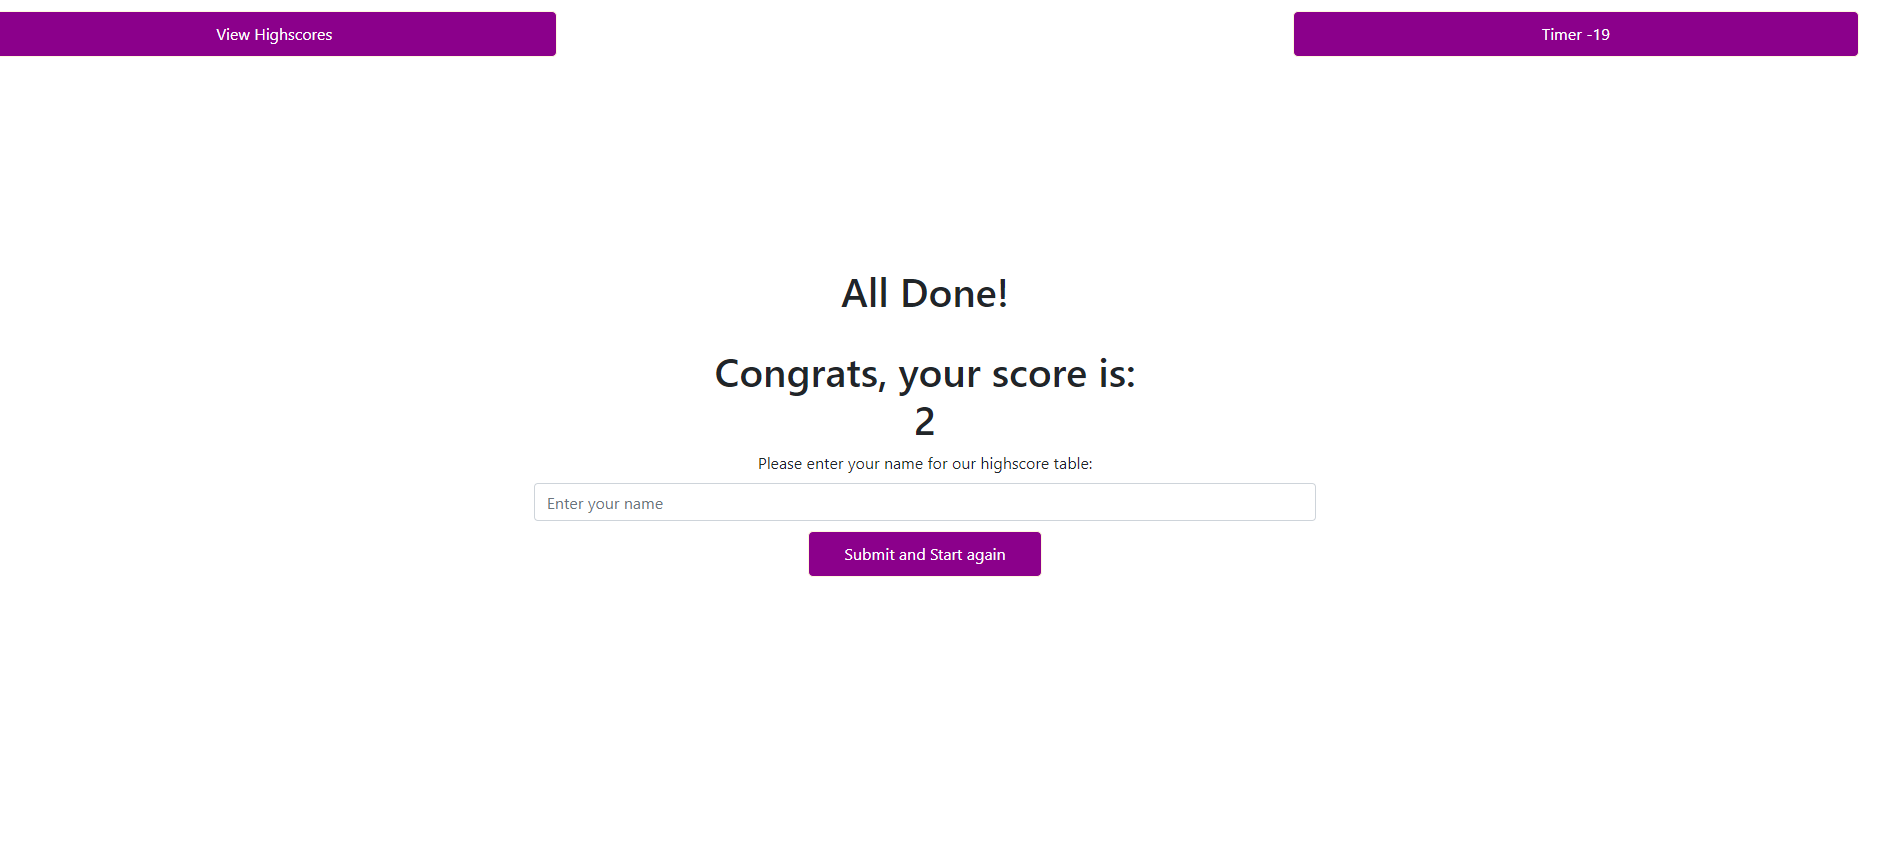 View Highscores
Timer -19
All Done!
Congrats, your score is:
2
Please enter your name for our highscore table:
Enter your name
Submit and Start again